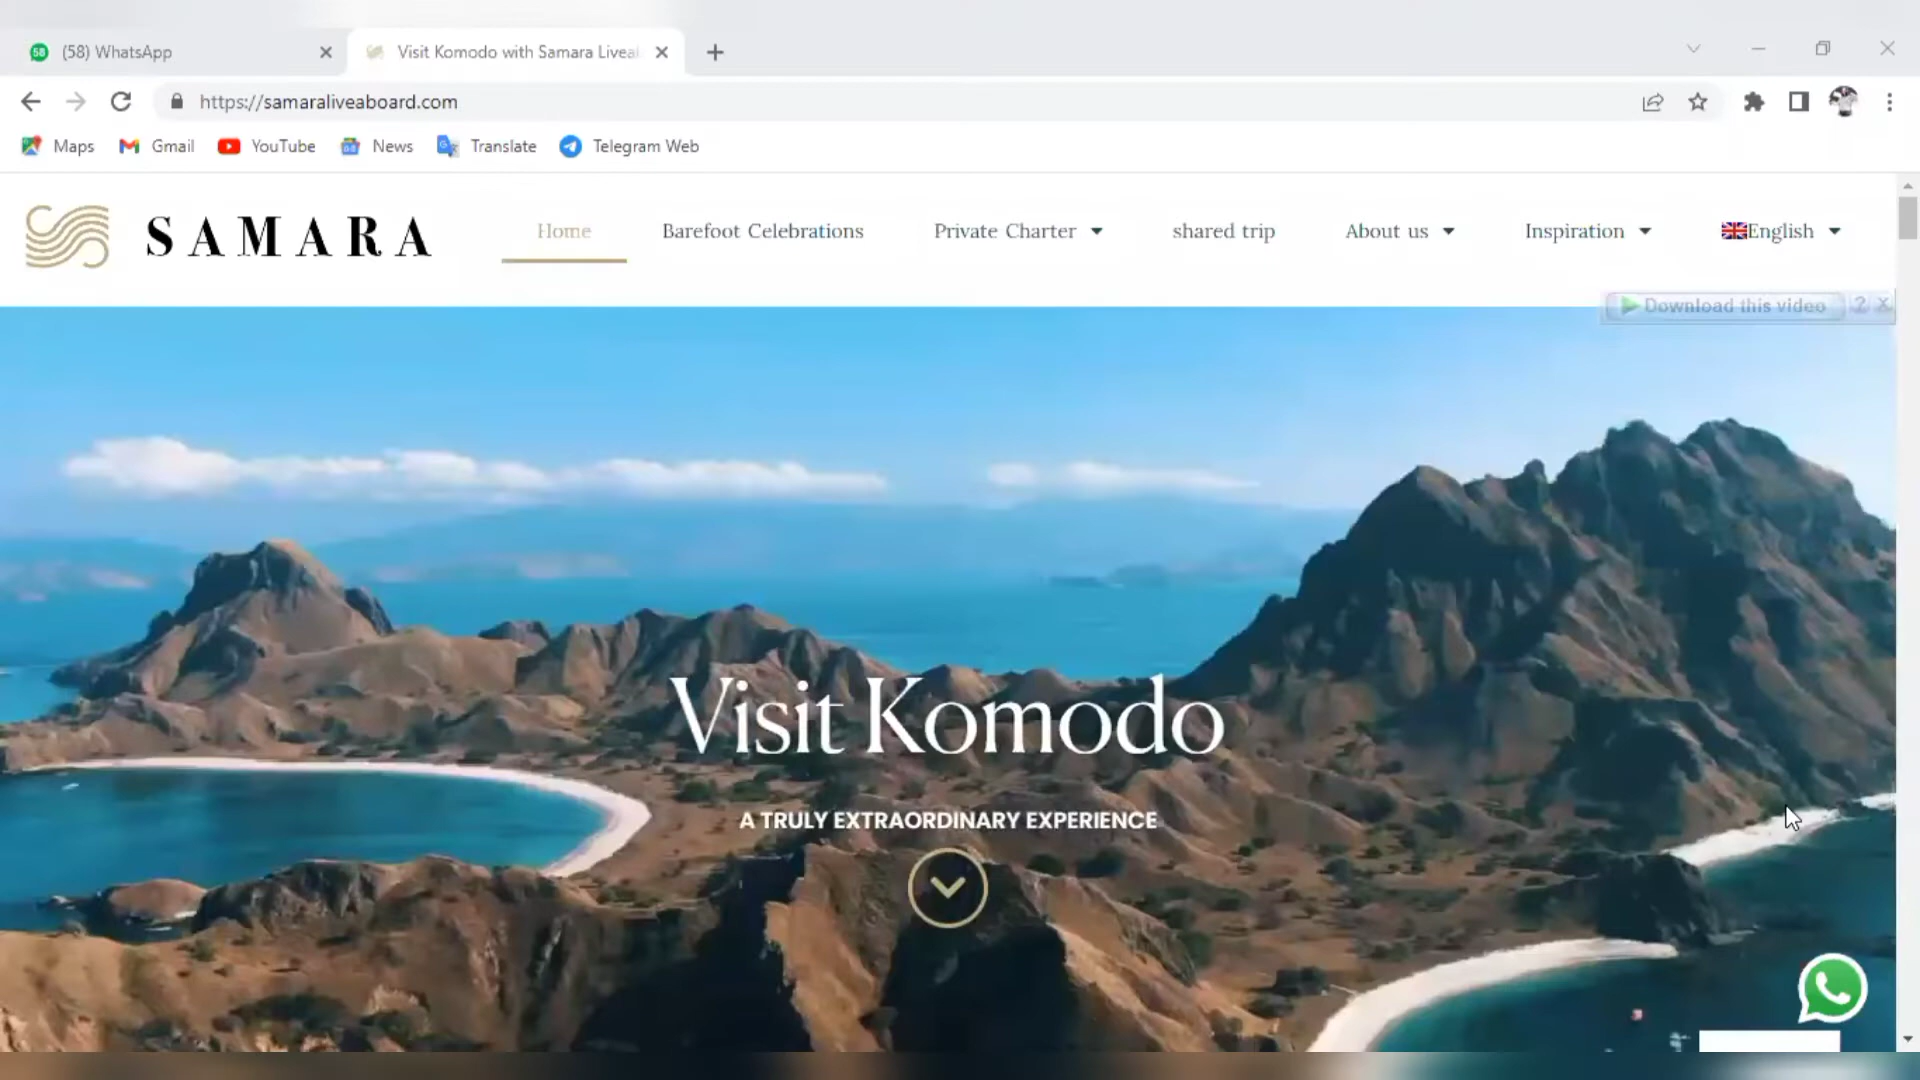 58 (58) WhatsApp
Visit Komodo with Samara Liveal
https://samaraliveaboard.com
Maps Gmail YouTube News Translate Telegram Web
SAMARA Home Barefoot Celebrations Private Charter shared trip About us Inspiration English
Download this video ? X
Visit Komodo
A TRULY EXTRAORDINARY EXPERIENCE